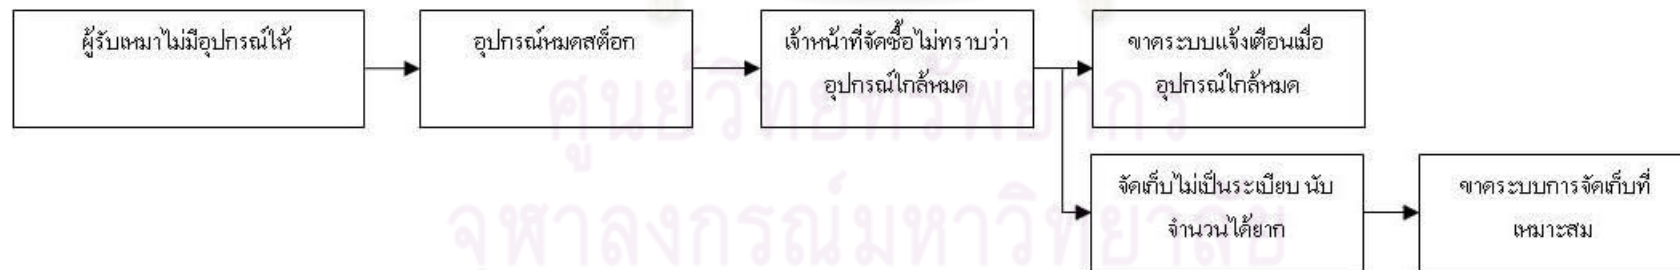 ผู้รับเหมาไม่มีอุปกรณ์ให้
อุปกรณ์หมดสต็อก
เจ้าหน้าที่จัดซื้อไม่ทราบว่า
อุปกรณ์ใกล้หมด
ขาดระบบแจ้งเตือนเมื่อ
อุปกรณ์ใกล้หมด
จัดเก็บไม่เป็นระเบียบ นับ
จำนวนได้ยาก
ขาดระบบการจัดเก็บที่
เหมาะสม
ศูนย์วิทยทรัพยากร
จุฬาลงกรณ์มหาวิทยาลัย